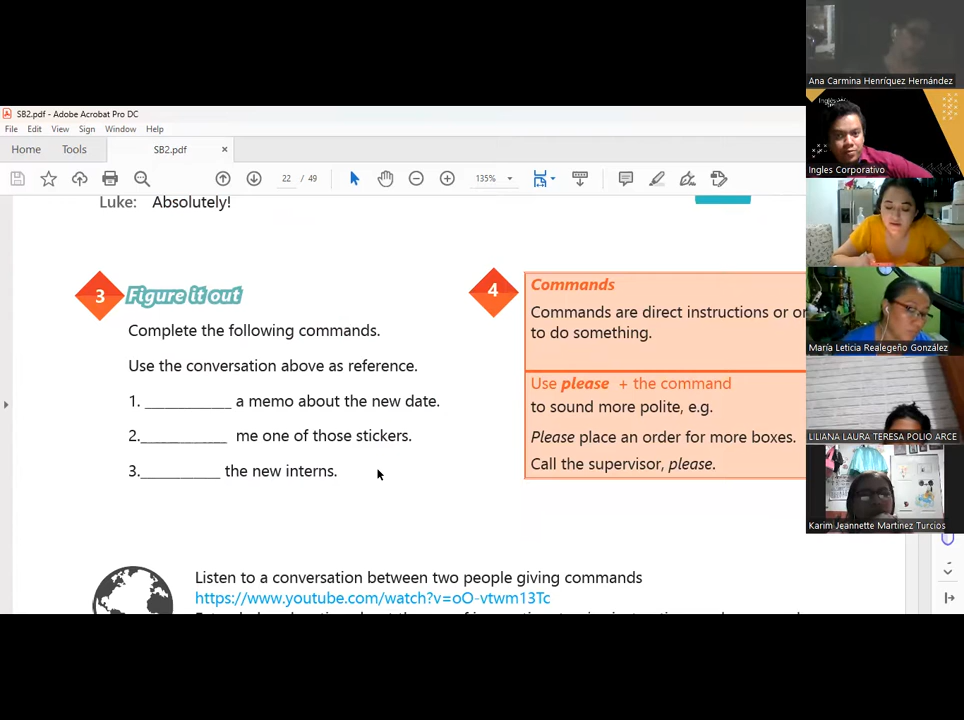 SB2.pdf - Adobe Acrobat Pro DC
File Edit View Sign Window Help
Home Tools SB2.pdf ×
22 / 49 135%
Luke: Absolutely!
3 Figure it out
Complete the following commands.
Use the conversation above as reference.
1. ____________ a memo about the new date.
2.____________ me one of those stickers.
3.___________ the new interns.
4 Commands
Commands are direct instructions or or
to do something.
Use please + the command
to sound more polite, e.g.
Please place an order for more boxes.
Call the supervisor, please.
Listen to a conversation between two people giving commands
https://www.youtube.com/watch?v=oO-vtwm13Tc
Ana Carmina Henríquez Hernández
Inglés
Ingles Corporativo
María Leticia Realegeño González
LILIANA LAURA TERESA POLIO ARCE
Karim Jeannette Martinez Turcios